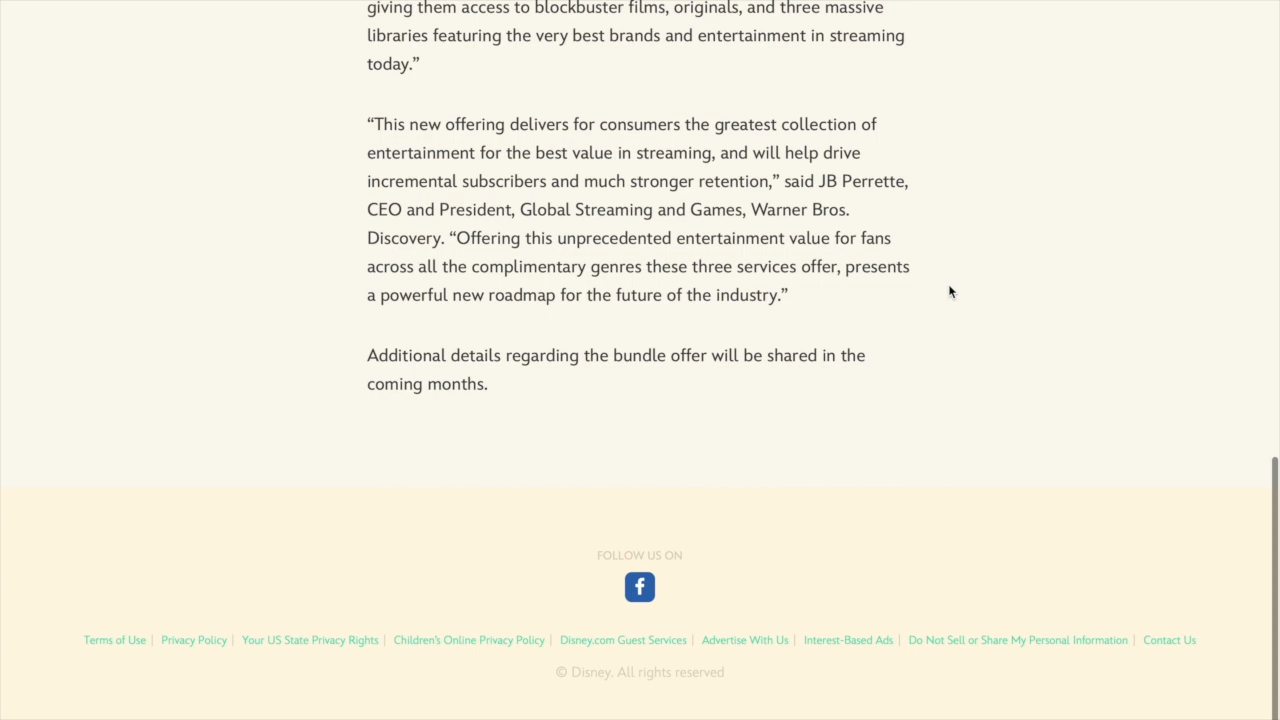 giving them access to blockbuster films, originals, and three massive
libraries featuring the very best brands and entertainment in streaming
today.”
“This new offering delivers for consumers the greatest collection of
entertainment for the best value in streaming, and will help drive
incremental subscribers and much stronger retention,” said JB Perrette,
CEO and President, Global Streaming and Games, Warner Bros.
Discovery. “Offering this unprecedented entertainment value for fans
across all the complimentary genres these three services offer, presents
a powerful new roadmap for the future of the industry.”
Additional details regarding the bundle offer will be shared in the
coming months.
FOLLOW US ON
Terms of Use | Privacy Policy | Your US State Privacy Rights | Children's Online Privacy Policy | Disney.com Guest Services | Advertise With Us | Interest-Based Ads | Do Not Sell or Share My Personal Information | Contact Us
© Disney. All rights reserved